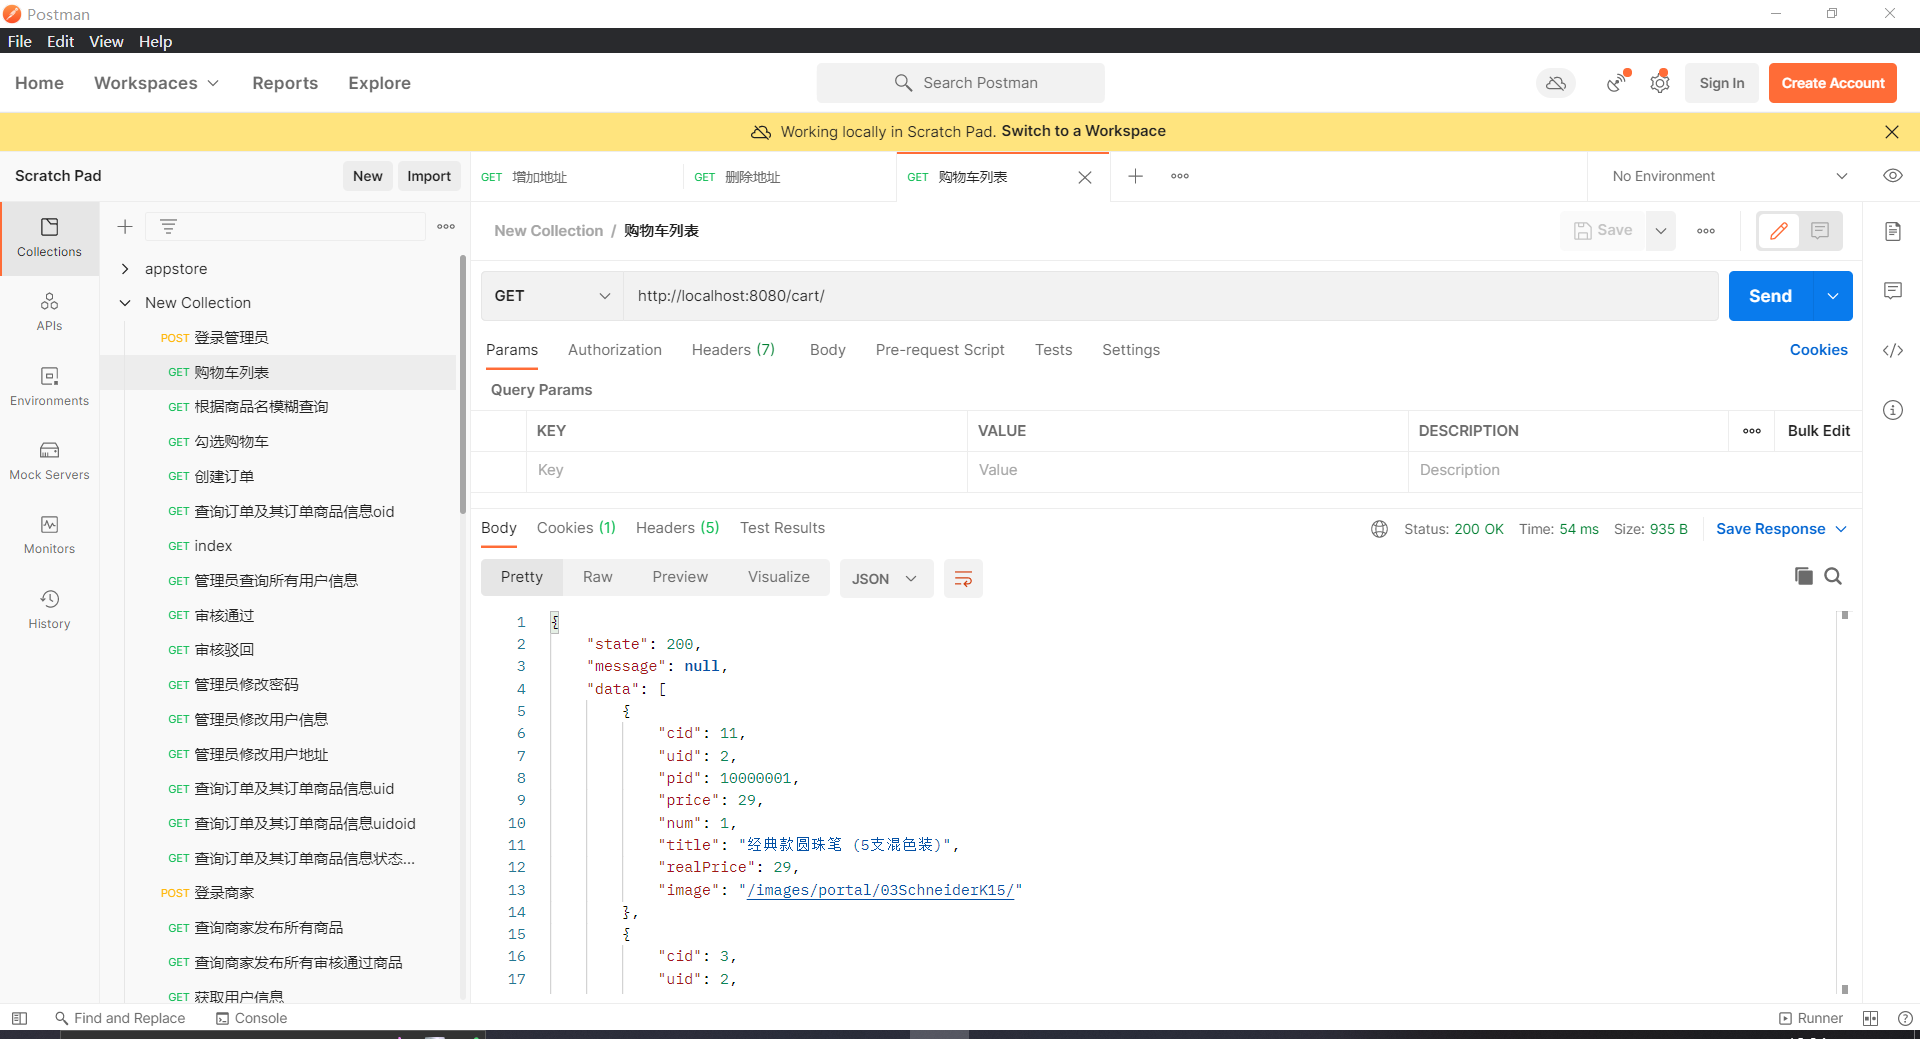 Postman
File Edit View Help
Home Workspaces Reports Explore Search Postman Sign In Create Account
Working locally in Scratch Pad. Switch to a Workspace
Scratch Pad New Import GET 增加地址 GET 删除地址 GET 购物车列表 No Environment
New Collection / 购物车列表 Save
Collections
APIs
Environments
Mock Servers
Monitors
History
appstore
New Collection
POST 登录管理员
GET 购物车列表
GET 根据商品名模糊查询
GET 勾选购物车
GET 创建订单
GET 查询订单及其订单商品信息oid
GET index
GET 管理员查询所有用户信息
GET 审核通过
GET 审核驳回
GET 管理员修改密码
GET 管理员修改用户信息
GET 管理员修改用户地址
GET 查询订单及其订单商品信息uid
GET 查询订单及其订单商品信息uidoid
GET 查询订单及其订单商品信息状态...
POST 登录商家
GET 查询商家发布所有商品
GET 查询商家发布所有审核通过商品
GET 获取用户信息
GET http://localhost:8080/cart/ Send
Params Authorization Headers (7) Body Pre-request Script Tests Settings Cookies
Query Params
KEY VALUE DESCRIPTION Bulk Edit
Key Value Description
Body Cookies (1) Headers (5) Test Results Status: 200 OK Time: 54 ms Size: 935 B Save Response
Pretty Raw Preview Visualize JSON
1 {
2 "state": 200,
3 "message": null,
4 "data": [
5 {
6 "cid": 11,
7 "uid": 2,
8 "pid": 10000001,
9 "price": 29,
10 "num": 1,
11 "title": "经典款圆珠笔 (5支混色装)",
12 "realPrice": 29,
13 "image": "/images/portal/03SchneiderK15/"
14 },
15 {
16 "cid": 3,
17 "uid": 2,
Find and Replace Console Runner